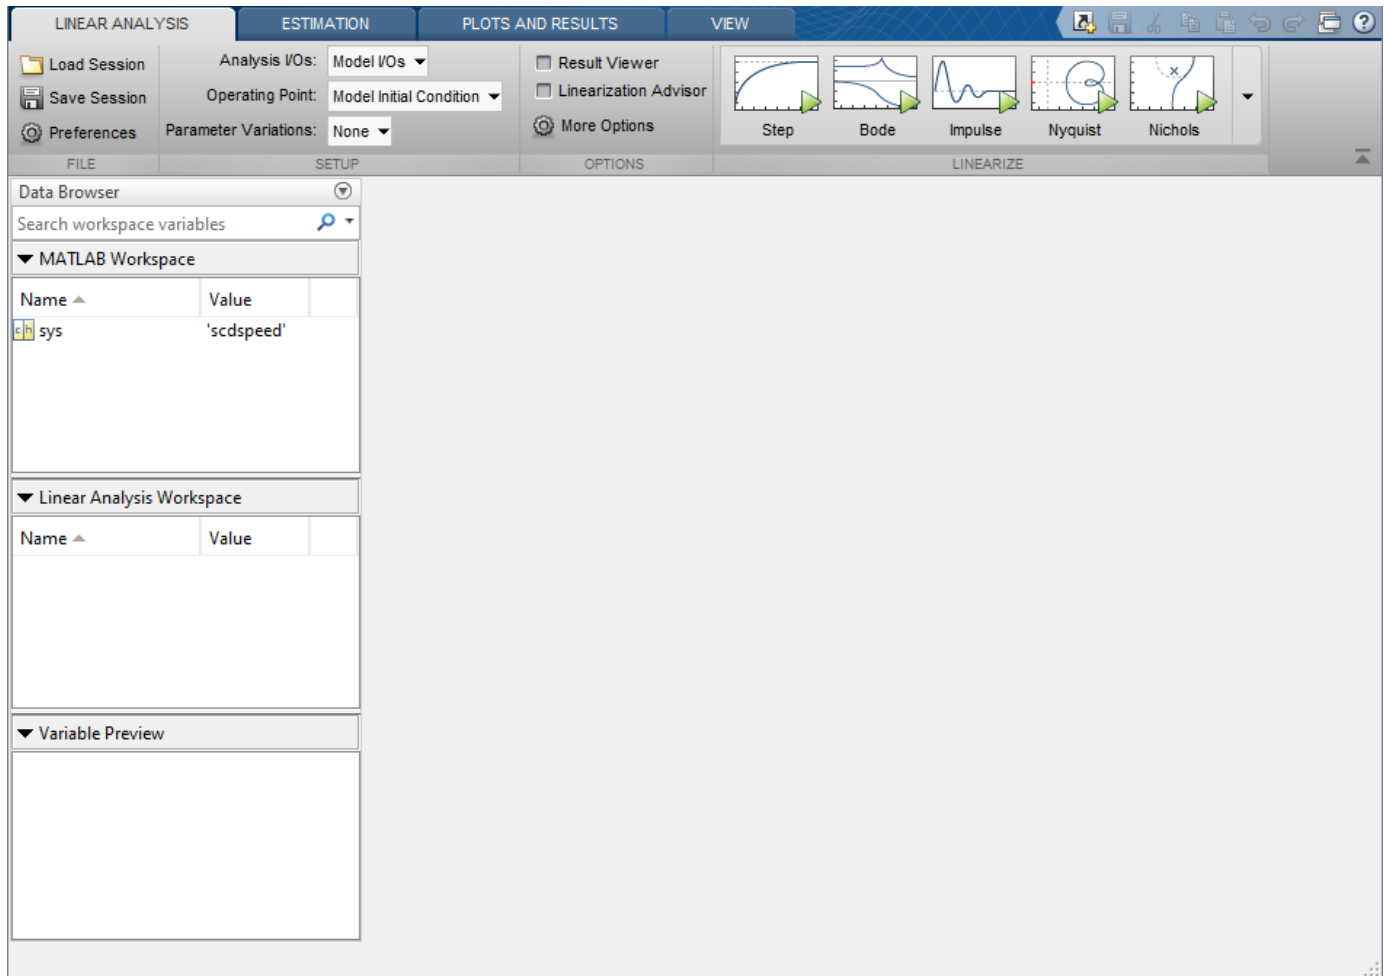 LINEAR ANALYSIS ESTIMATION PLOTS AND RESULTS VIEW
Load Session Analysis I/Os: Model I/Os Result Viewer
Save Session Operating Point: Model Initial Condition Linearization Advisor
Preferences Parameter Variations: None More Options Step Bode Impulse Nyquist Nichols
FILE SETUP OPTIONS LINEARIZE
Data Browser
Search workspace variables
MATLAB Workspace
Name Value
ch sys 'scdspeed'
Linear Analysis Workspace
Name Value
Variable Preview